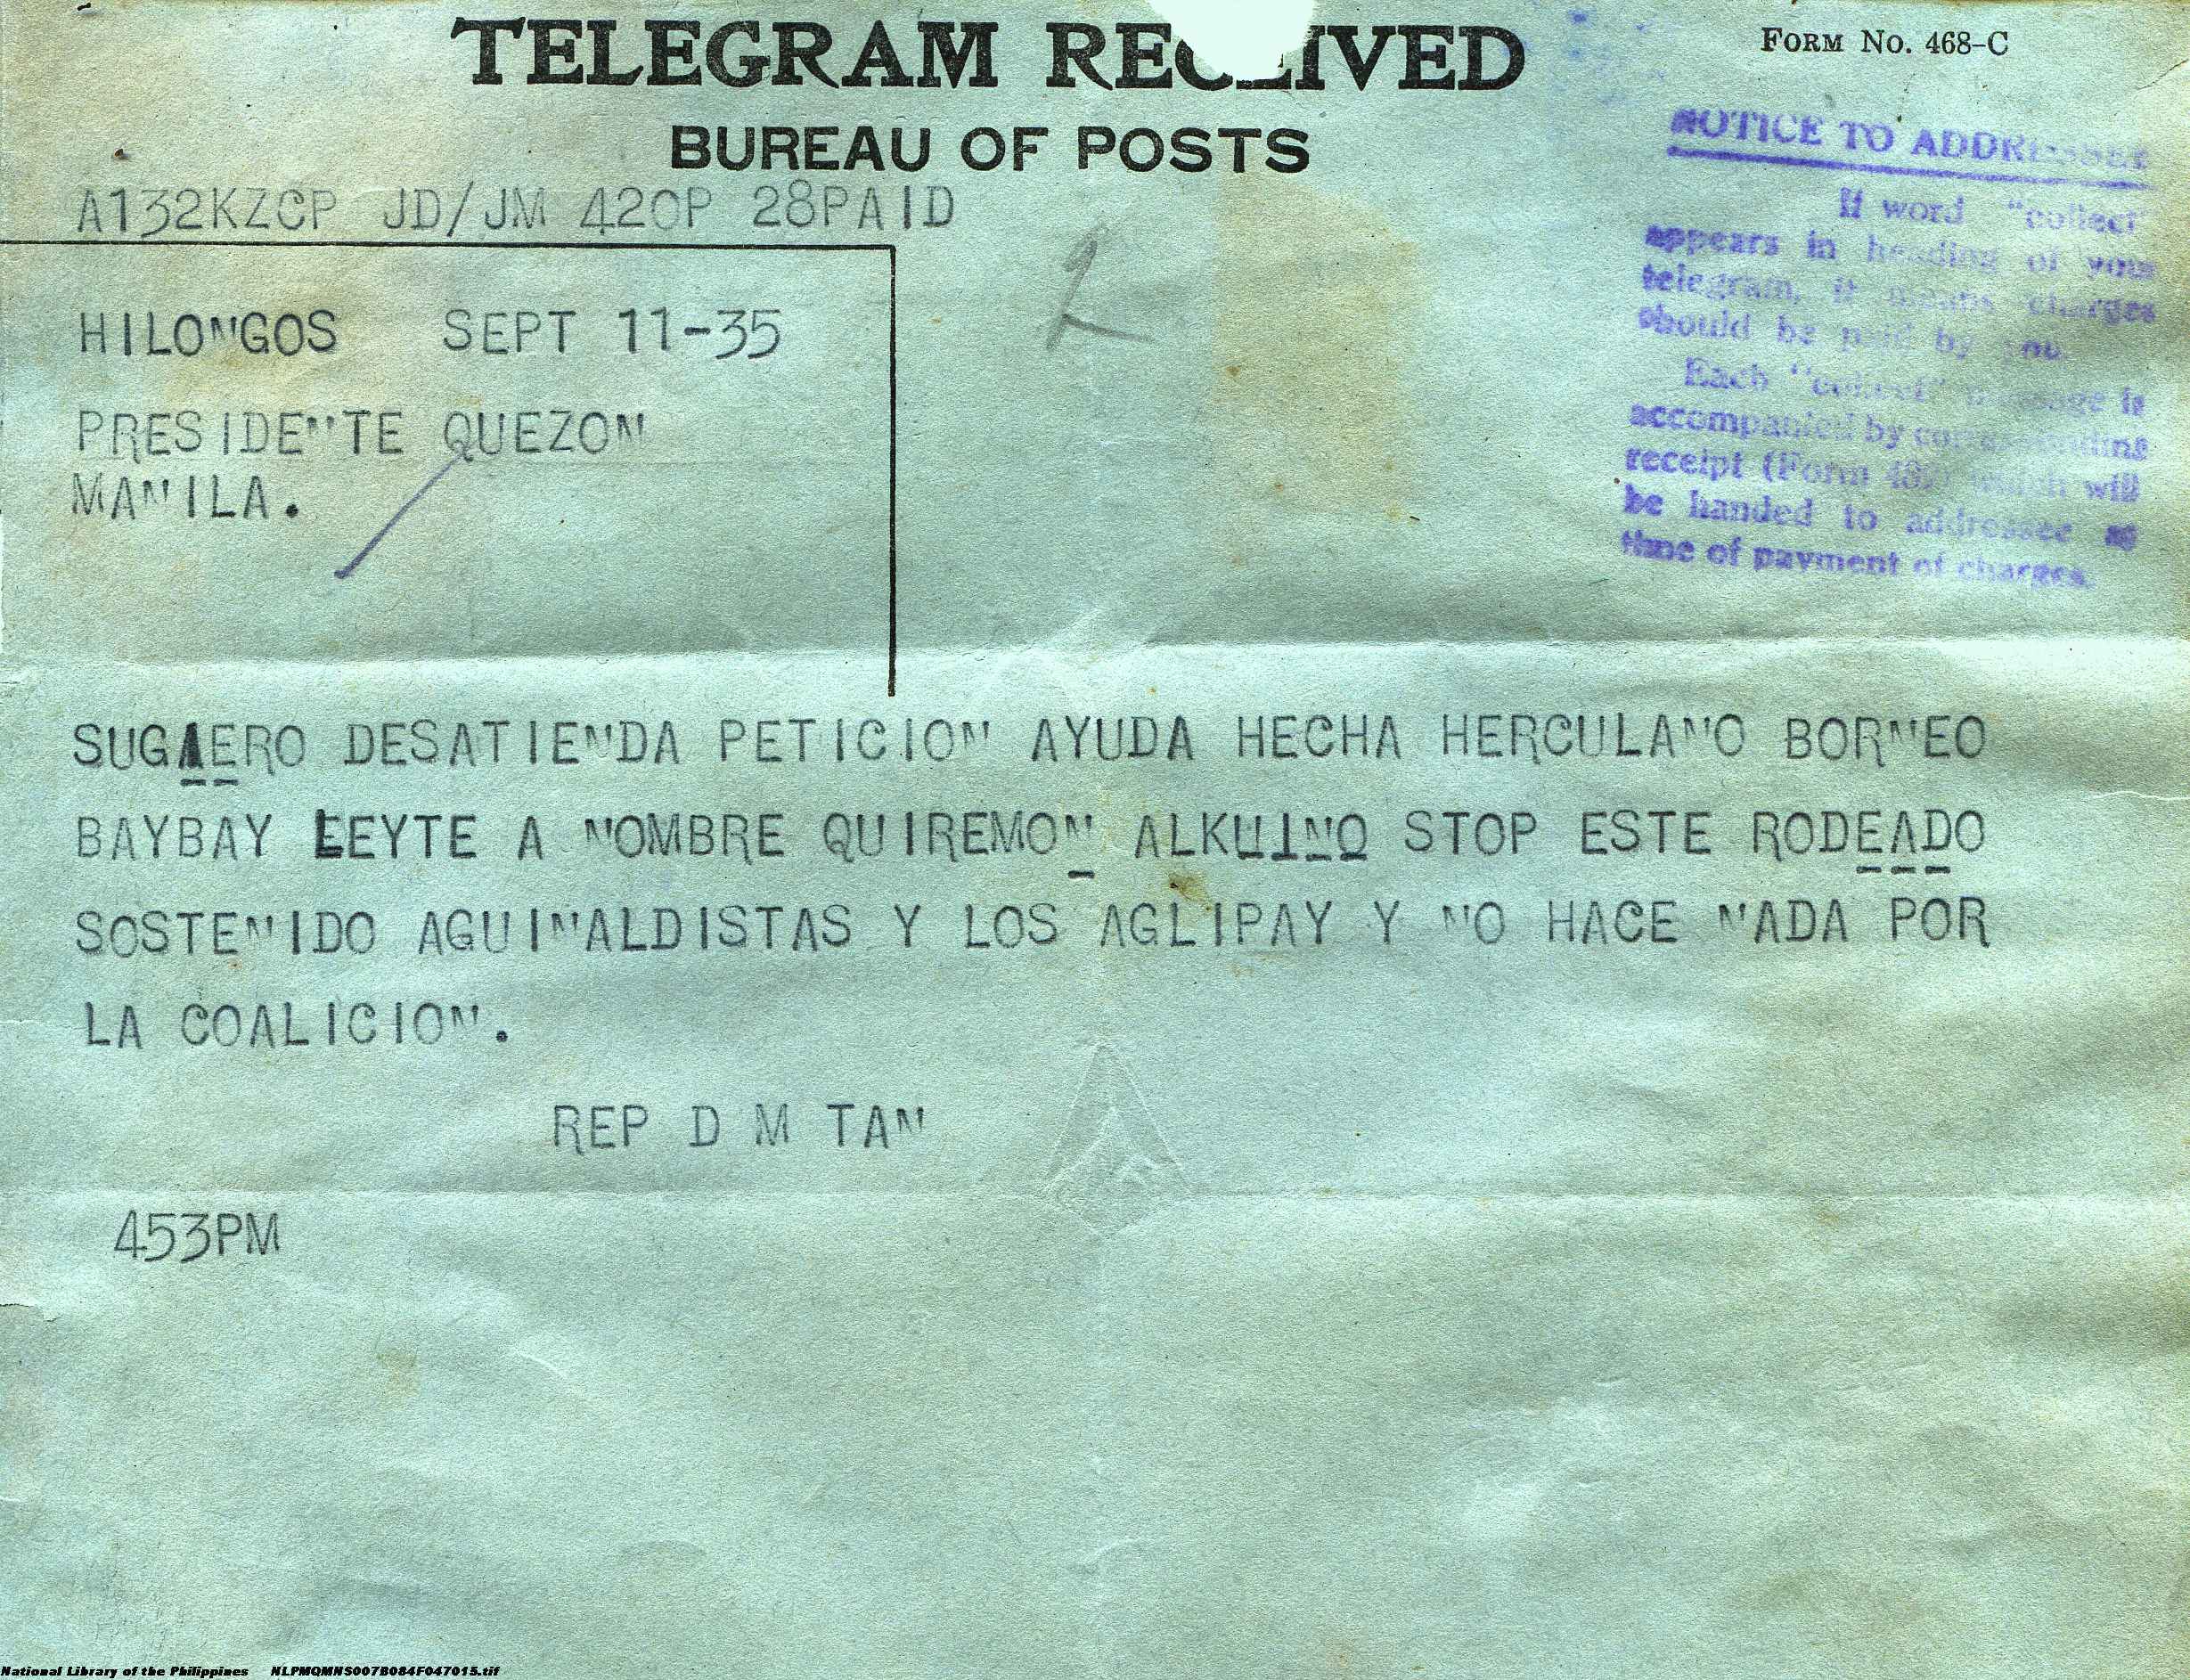 TELEGRAM RECEIVED
FORM NO. 468-C
BUREAU OF POSTS
A132KZCP JD/JM 42OP 28PAID
HILONGOS SEPT 11-35
PRESIDENTE QUEZON
MANILA.
2
NOTICE TO ADDRESSEE
If word "collect"
appears in heading of your
telegram, it means charges
should be paid by you
Each "collect" message is
accompanied by corresponding
receipt (Form which will
be handed to addressee at
time of payment of charges.
SUGAERO DESATIENDA PETICION AYUDA HECHA HERCULANO BORNEO
BAYBAY LEYTE A NOMBRE QUIREMON ALKUINO STOP ESTE RODEADO
SOSTENIDO AGUINALDISTAS Y LOS AGLIPAY Y NO HACE NADA POR
LA COALICION.
REP D M TAN
453PM
National Library of the Philippines NLPMQMNS007B084F047015.tif